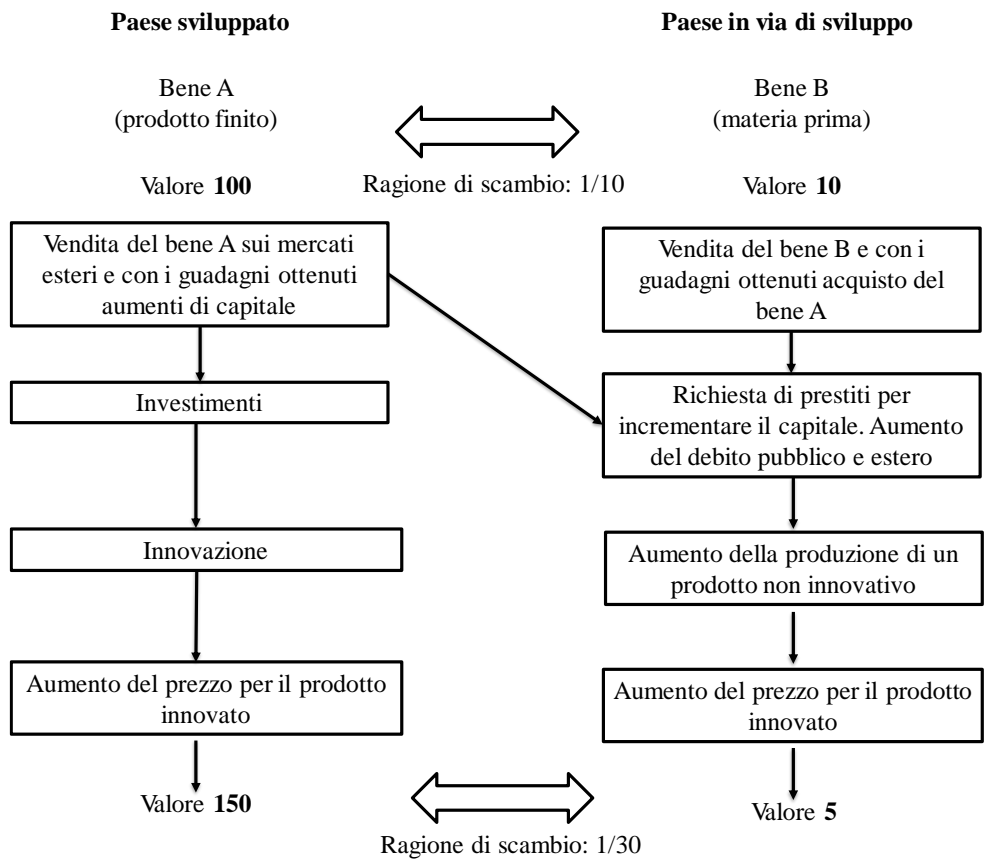 Paese sviluppato
Paese in via di sviluppo
Bene A
(prodotto finito)
Bene B
(materia prima)
Valore 100
Ragione di scambio: 1/10
Valore 10
Vendita del bene A sui mercati
esteri e con i guadagni ottenuti
aumenti di capitale
Vendita del bene B e con i
guadagni ottenuti acquisto del
bene A
Investimenti
Richiesta di prestiti per
incrementare il capitale. Aumento
del debito pubblico e estero
Innovazione
Aumento della produzione di un
prodotto non innovativo
Aumento del prezzo per il prodotto
innovato
Aumento del prezzo per il prodotto
innovato
Valore 150
Valore 5
Ragione di scambio: 1/30